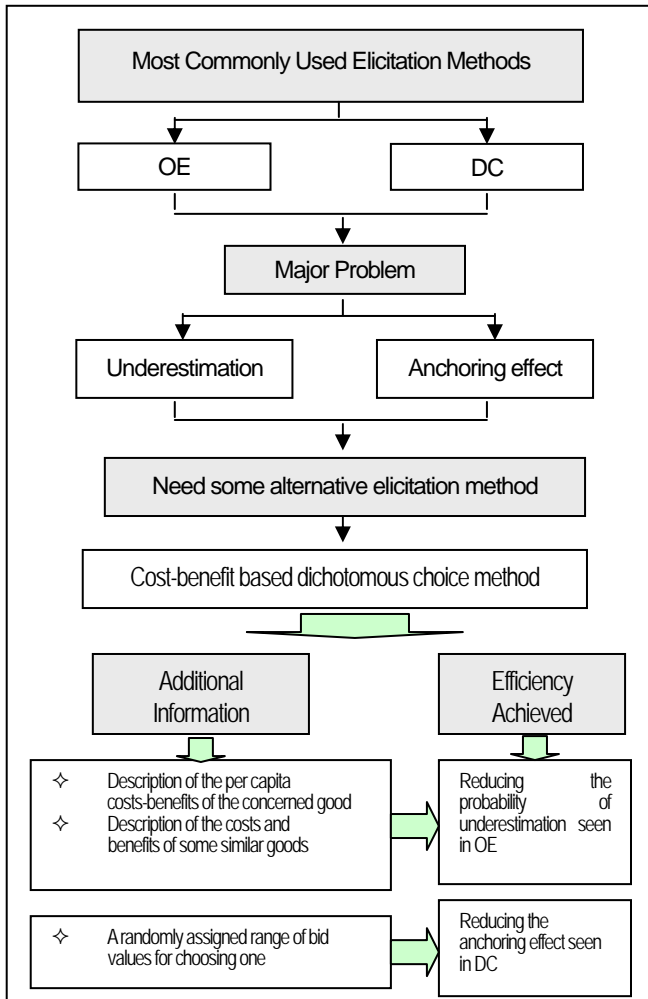 Most Commonly Used Elicitation Methods
OE
DC
Major Problem
Underestimation
Anchoring effect
Need some alternative elicitation method
Cost-benefit based dichotomous choice method
Additional
Information
Efficiency
Achieved
✧ Description of the per capita
costs-benefits of the concerned good
✧ Description of the costs and
benefits of some similar goods
Reducing the
probability of
underestimation seen
in OE
✧ A randomly assigned range of bid
values for choosing one
Reducing the
anchoring effect seen
in DC